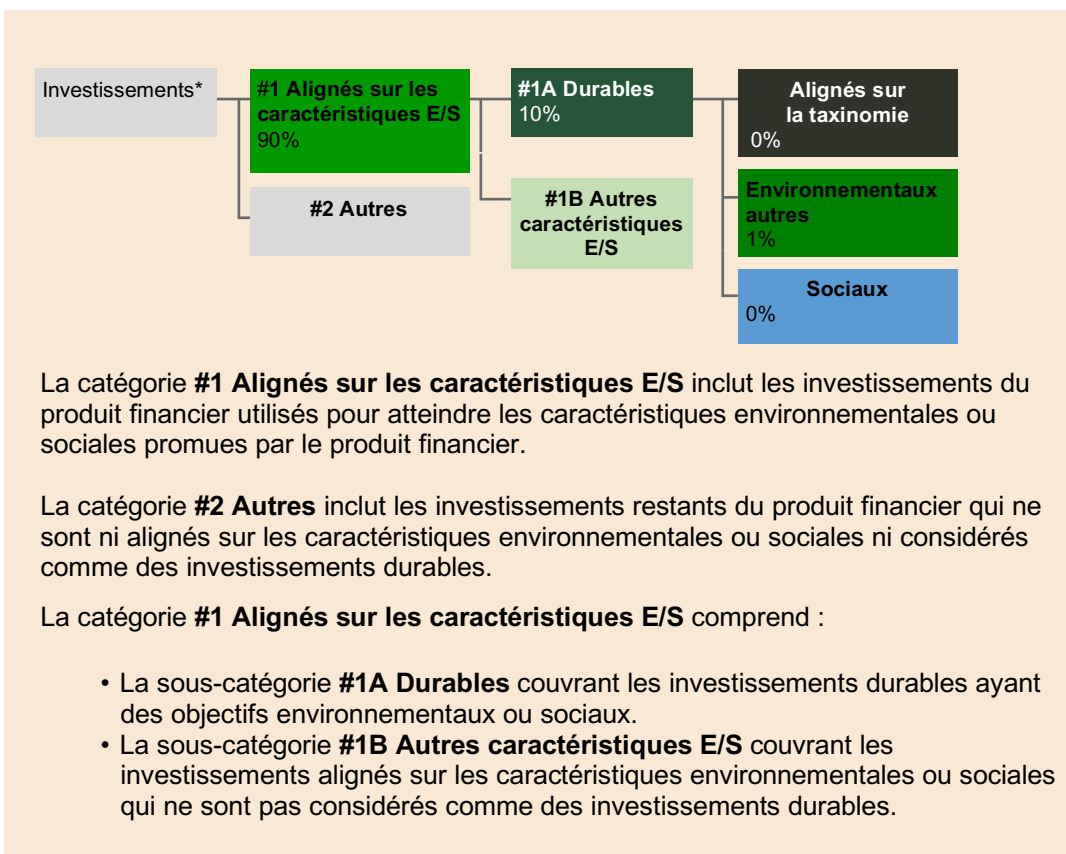 Investissements*
#1 Alignés sur les
caractéristiques E/S
90%
#2 Autres
#1A Durables
10%
#1B Autres
caractéristiques
E/S
Alignés sur
la taxinomie
0%
Environnementaux
autres
1%
Sociaux
0%
La catégorie #1 Alignés sur les caractéristiques E/S inclut les investissements du
produit financier utilisés pour atteindre les caractéristiques environnementales ou
sociales promues par le produit financier.
La catégorie #2 Autres inclut les investissements restants du produit financier qui ne
sont ni alignés sur les caractéristiques environnementales ou sociales ni considérés
comme des investissements durables.
La catégorie #1 Alignés sur les caractéristiques E/S comprend :
• La sous-catégorie #1A Durables couvrant les investissements durables ayant
des objectifs environnementaux ou sociaux.
• La sous-catégorie #1B Autres caractéristiques E/S couvrant les
investissements alignés sur les caractéristiques environnementales ou sociales
qui ne sont pas considérés comme des investissements durables.